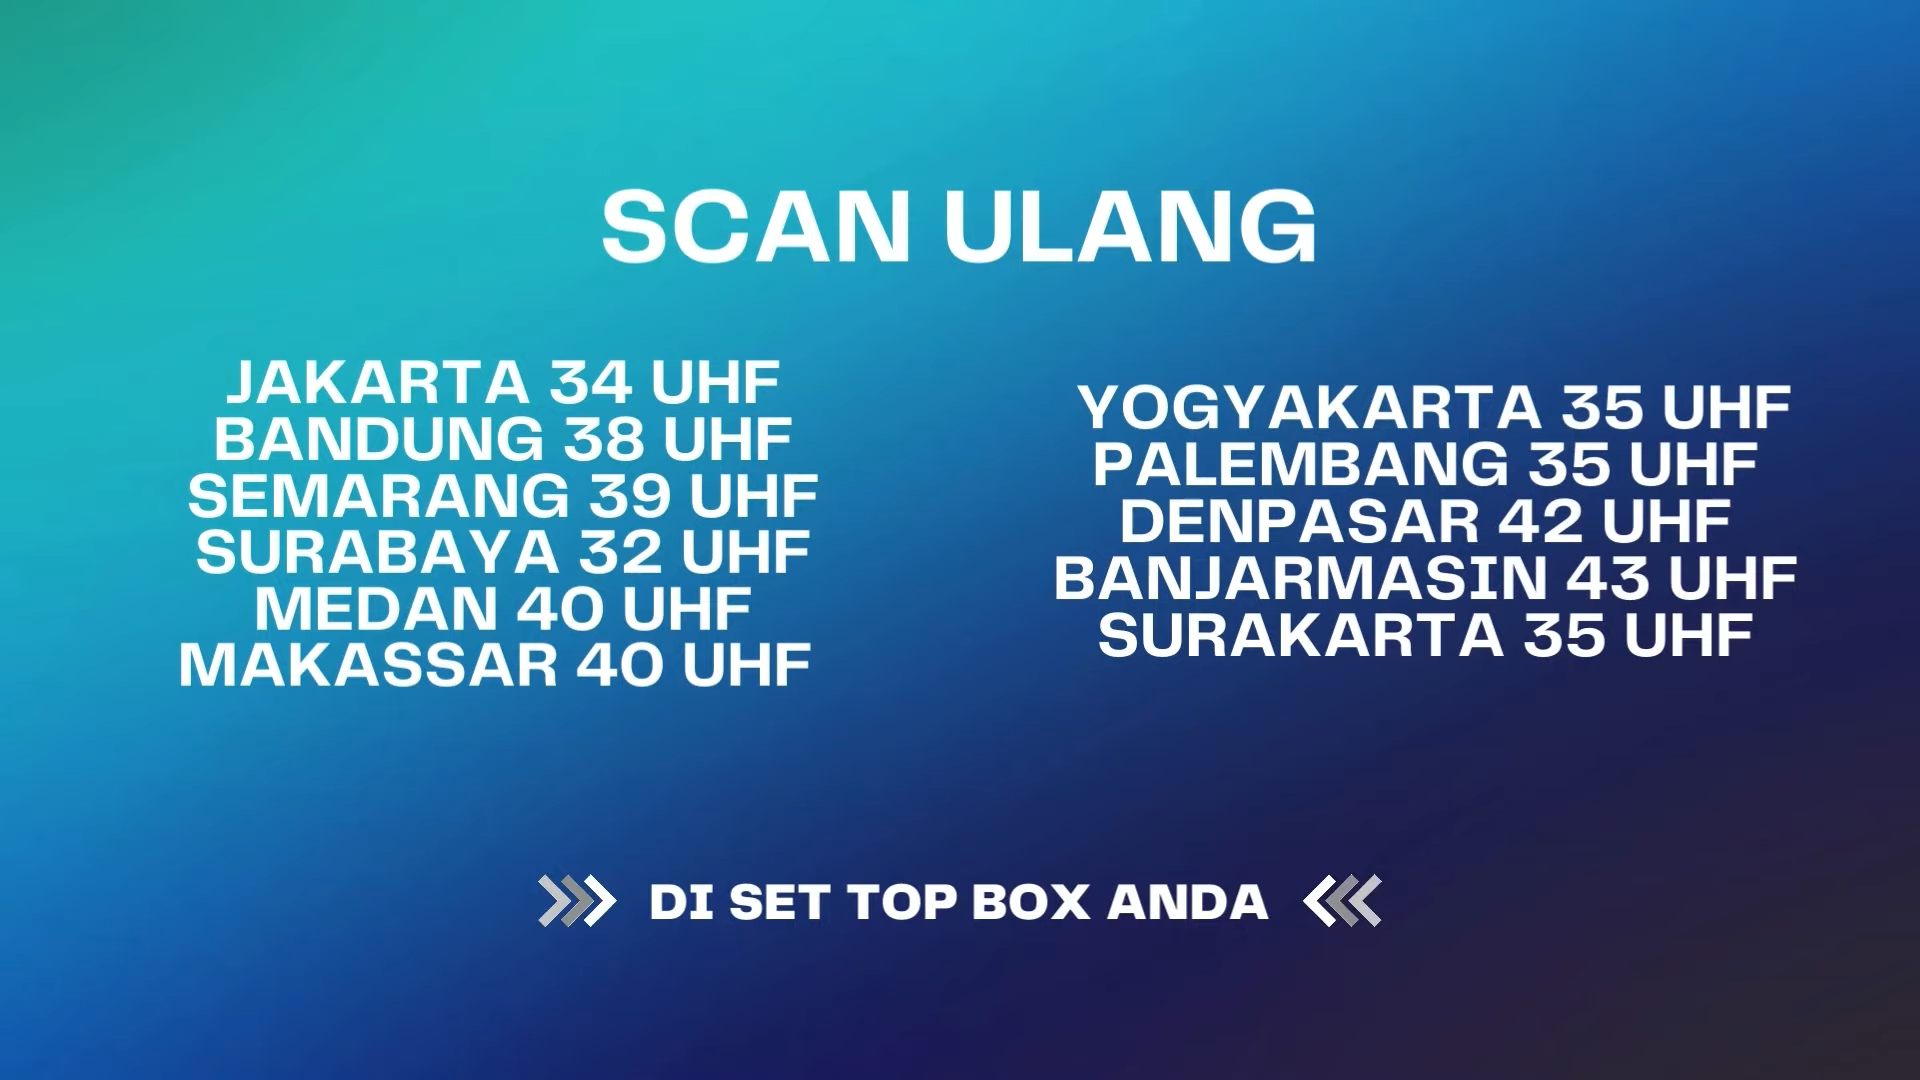 SCAN ULANG
JAKARTA 34 UHF
BANDUNG 38 UHF
SEMARANG 39 UHF
SURABAYA 32 UHF
MEDAN 40 UHF
MAKASSAR 40 UHF
YOGYAKARTA 35 UHF
PALEMBANG 35 UHF
DENPASAR 42 UHF
BANJARMASIN 43 UHF
SURAKARTA 35 UHF
DI SET TOP BOX ANDA